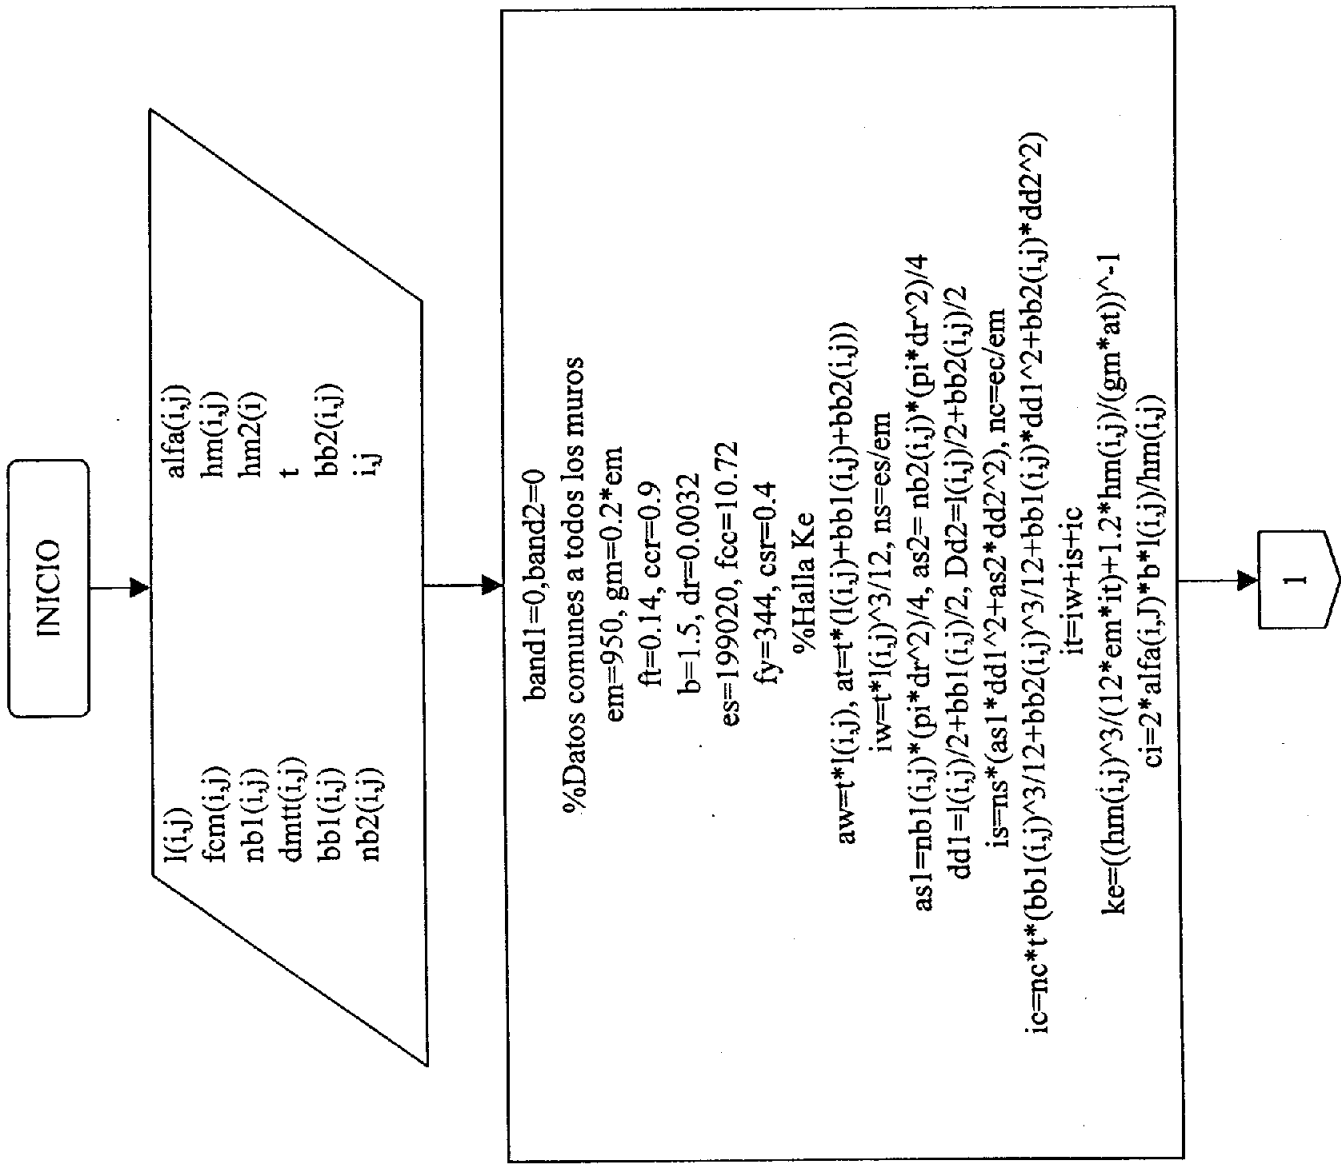 INICIO
l(i,j)
fcm(i,j)
nb1(i,j)
dmtt(i,j)
bb1(i,j)
nb2(i,j)
alfa(i,j)
hm(i,j)
hm2(i)
t
bb2(i,j)
i,j
band1=0,band2=0
%Datos comunes a todos los muros
em=950, gm=0.2*em
ft=0.14, ccr=0.9
b=1.5, dr=0.0032
es=199020, fcc=10.72
fy=344, csr=0.4
%Halla Ke
aw=t*l(i,j), at=t*(l(i,j)+bb1(i,j)+bb2(i,j))
iw=t*l(i,j)^3/12, ns=es/em
as1=nb1(i,j)*(pi*dr^2)/4, as2= nb2(i,j)*(pi*dr^2)/4
dd1=l(i,j)/2+bb1(i,j)/2, Dd2=l(i,j)/2+bb2(i,j)/2
is=ns*(as1*dd1^2+as2*dd2^2), nc=ec/em
ic=nc*t*(bb1(i,j)^3/12+bb2(i,j)^3/12+bb1(i,j)*dd1^2+bb2(i,j)*dd2^2)
it=iw+is+ic
ke=((hm(i,j)^3/(12*em*it)+1.2*hm(i,j)/(gm*at))^-1
ci=2*alfa(i,J)*b*l(i,j)/hm(i,j)
1